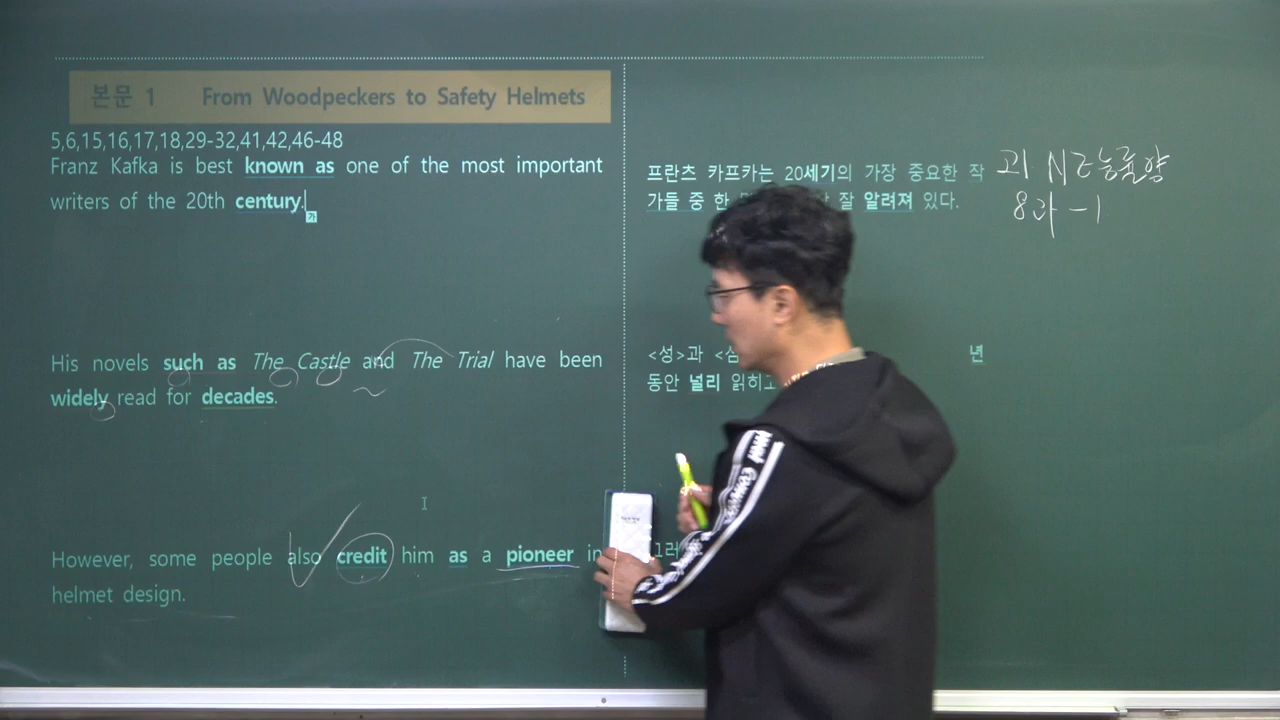 본문 1 From Woodpeckers to Safety Helmets
5,6,15,16,17,18,29-32,41,42,46-48
Franz Kafka is best known as one of the most important
writers of the 20th century.
His novels such as The Castle and The Trial have been
widely read for decades.
However, some people also credit him as a pioneer in
helmet design.
프란츠 카프카는 20세기의 가장 중요한 작
가들 중 한 잘 알려져 있다.
<성>과 년
동안 널리 읽히고
8과 -1